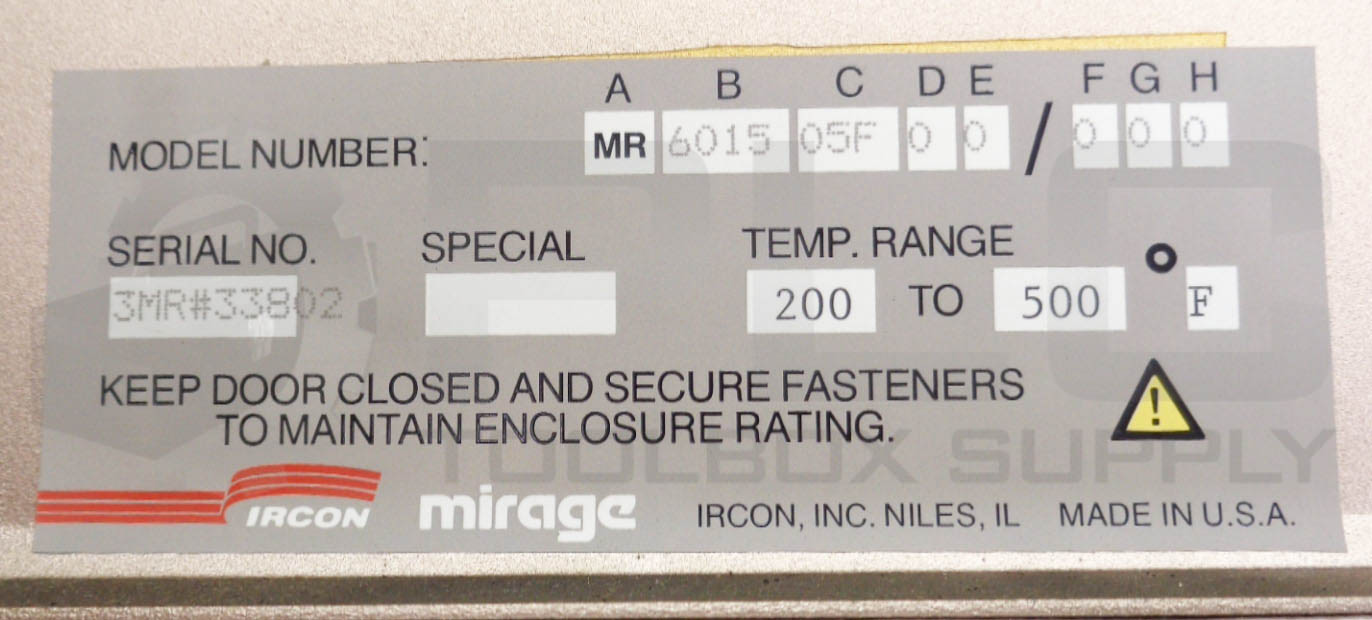 A B C D E F G H
MODEL NUMBER: MR 6015 05F 0 0 / 0 0 0
SERIAL NO. SPECIAL TEMP. RANGE
3MR#33802 200 TO 500 °F
KEEP DOOR CLOSED AND SECURE FASTENERS
TO MAINTAIN ENCLOSURE RATING.
!
IRCON mirage IRCON, INC. NILES, IL MADE IN U.S.A.
PLC
TOOLBOX SUPPLY